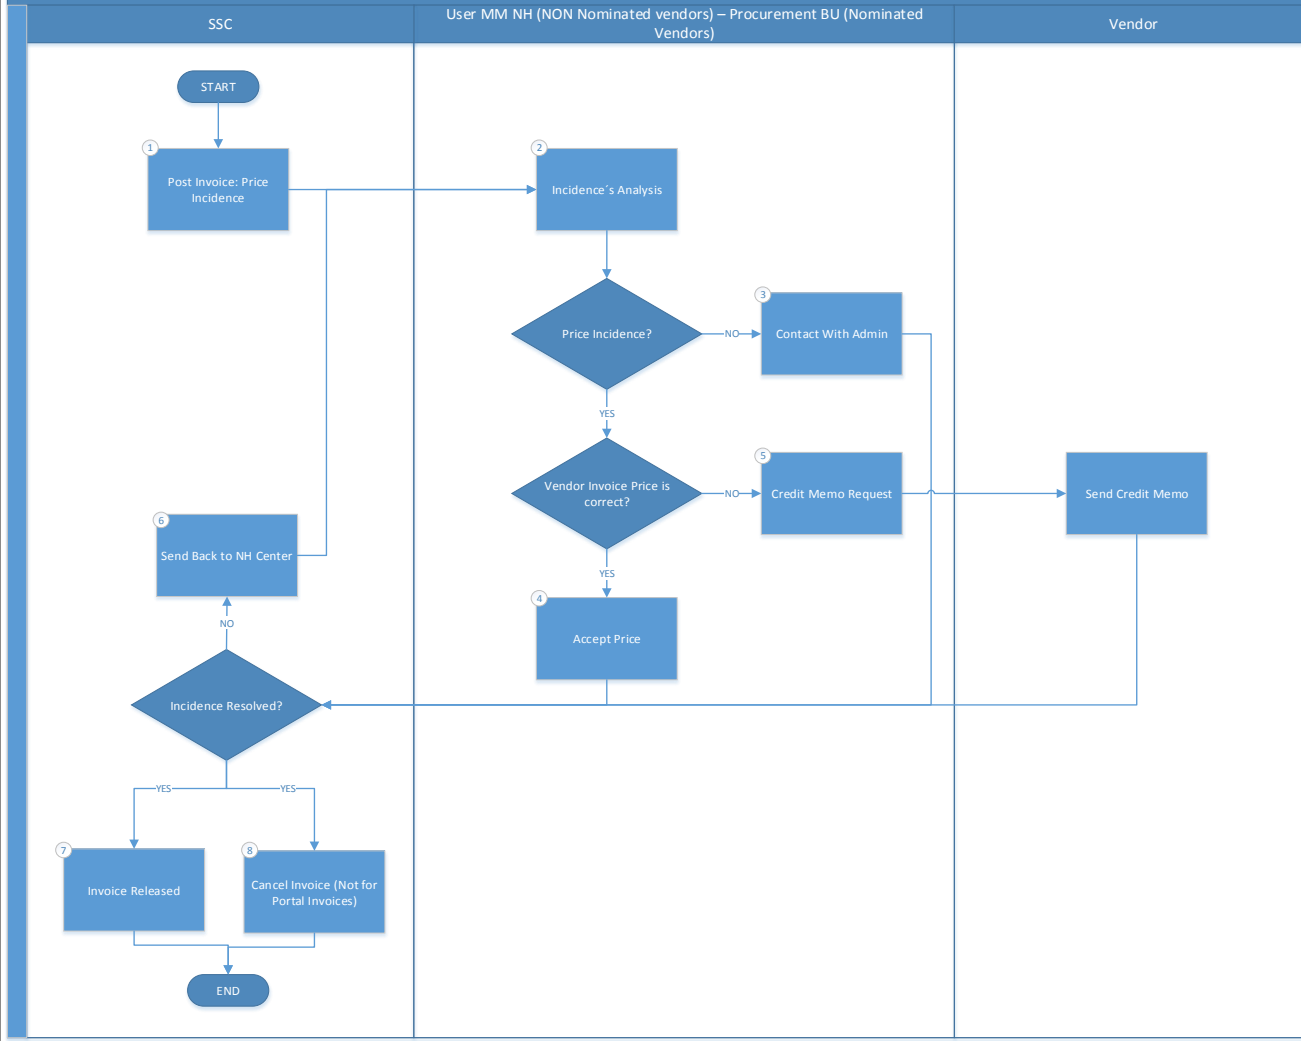 SSC
User MM NH (NON Nominated vendors) – Procurement BU (Nominated
Vendors)
Vendor
START
1
Post Invoice: Price
Incidence
2
Incidence´s Analysis
Price Incidence?
NO
3
Contact With Admin
YES
Vendor Invoice Price is
correct?
NO
5
Credit Memo Request
Send Credit Memo
YES
4
Accept Price
6
Send Back to NH Center
NO
Incidence Resolved?
YES
YES
7
Invoice Released
8
Cancel Invoice (Not for
Portal Invoices)
END